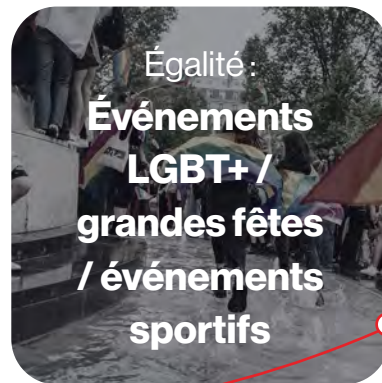 Égalité :
Événements
LGBT+ /
grandes fêtes
/ événements
sportifs